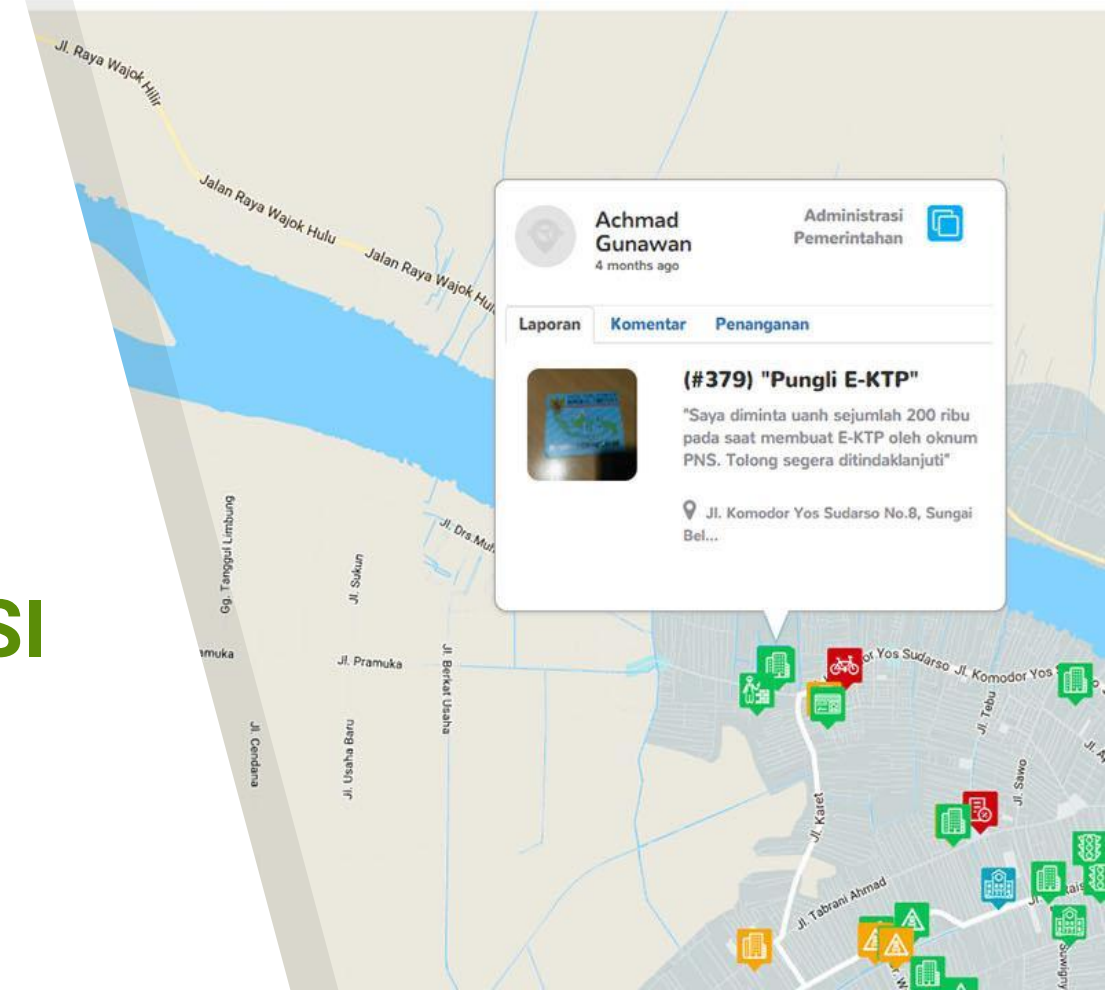 Jl. Raya Wajok Hilir
Jalan Raya Wajok Hulu
Jalan Raya Wajok Hulu
Achmad
Gunawan
4 months ago
Administrasi
Pemerintahan
Laporan Komentar Penanganan
(#379) "Pungli E-KTP"
"Saya diminta uanh sejumlah 200 ribu
pada saat membuat E-KTP oleh oknum
PNS. Tolong segera ditindaklanjuti"
Jl. Komodor Yos Sudarso No.8, Sungai
Bel...
Gg. Tanggul Limbung
Jl. Sukun
Jl. Drs.Muh
SI
amuka
Jl. Pramuka
Jl. Berkat Usaha
or Yos Sudarso
Jl. Komodor Yos
Jl. Tebu
Jl. Cendana
Jl. Usaha Baru
Jl. Sawo
Jl. Karet
Jl. Tabrani Ahmad